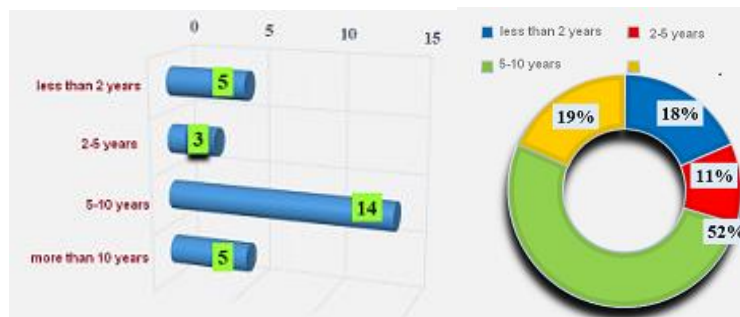 0 5 10 15
less than 2 years 5
2-5 years 3
5-10 years 14
more than 10 years 5
less than 2 years 2-5 years
5-10 years
19% 18%
11%
52%